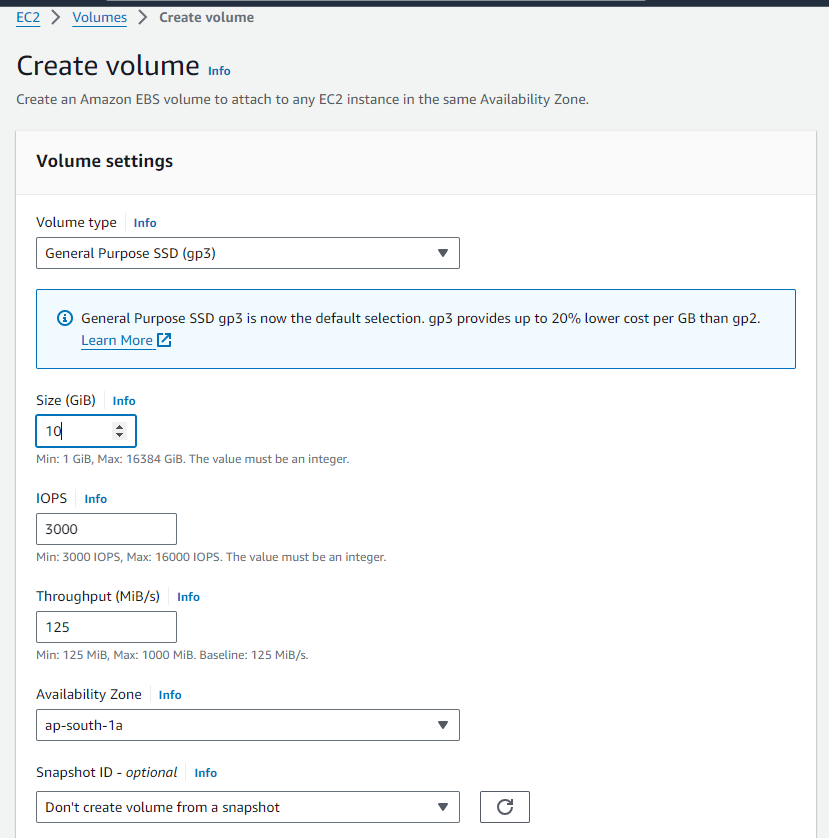 EC2 > Volumes > Create volume
Create volume Info
Create an Amazon EBS volume to attach to any EC2 instance in the same Availability Zone.
Volume settings
Volume type Info
General Purpose SSD (gp3)
General Purpose SSD gp3 is now the default selection. gp3 provides up to 20% lower cost per GB than gp2.
Learn More
Size (GiB) Info
10
Min: 1 GiB, Max: 16384 GiB. The value must be an integer.
IOPS Info
3000
Min: 3000 IOPS, Max: 16000 IOPS. The value must be an integer.
Throughput (MiB/s) Info
125
Min: 125 MiB, Max: 1000 MiB. Baseline: 125 MiB/s.
Availability Zone Info
ap-south-1a
Snapshot ID - optional Info
Don't create volume from a snapshot